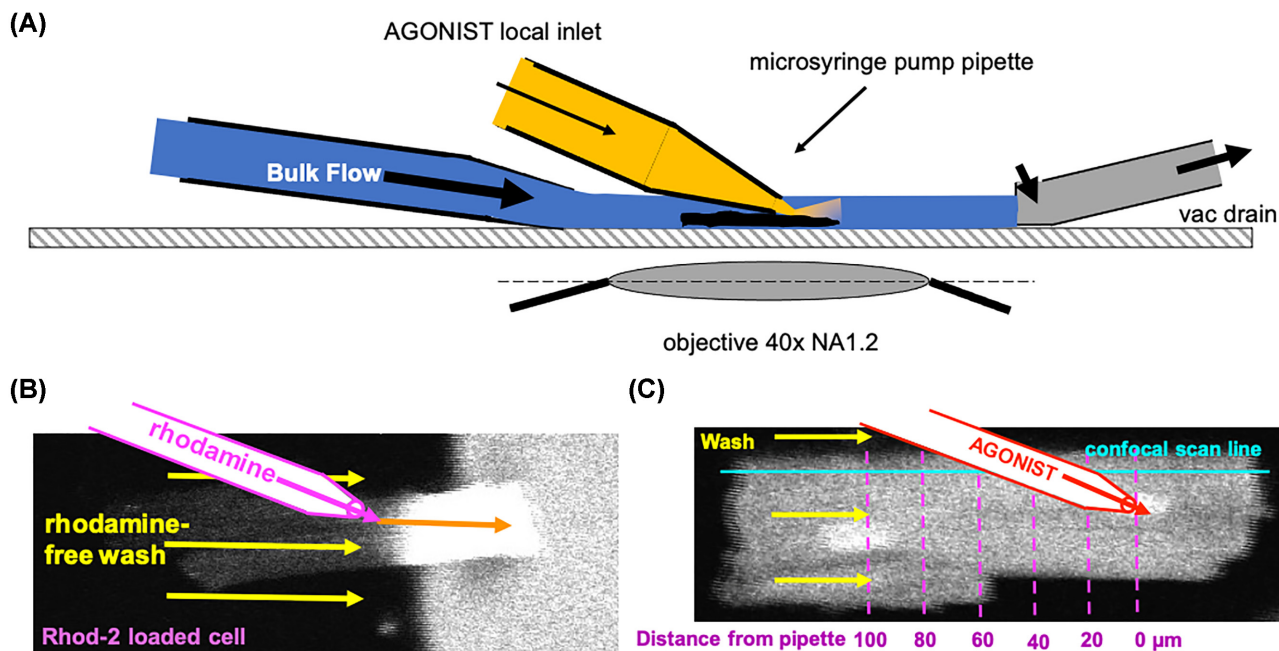 (A)
AGONIST local inlet
microsyringe pump pipette
Bulk Flow
vac drain
objective 40x NA1.2
(B)
rhodamine
rhodamine-
free wash
Rhod-2 loaded cell
(C)
Wash
AGONIST
confocal scan line
Distance from pipette 100 80 60 40 20 0 µm